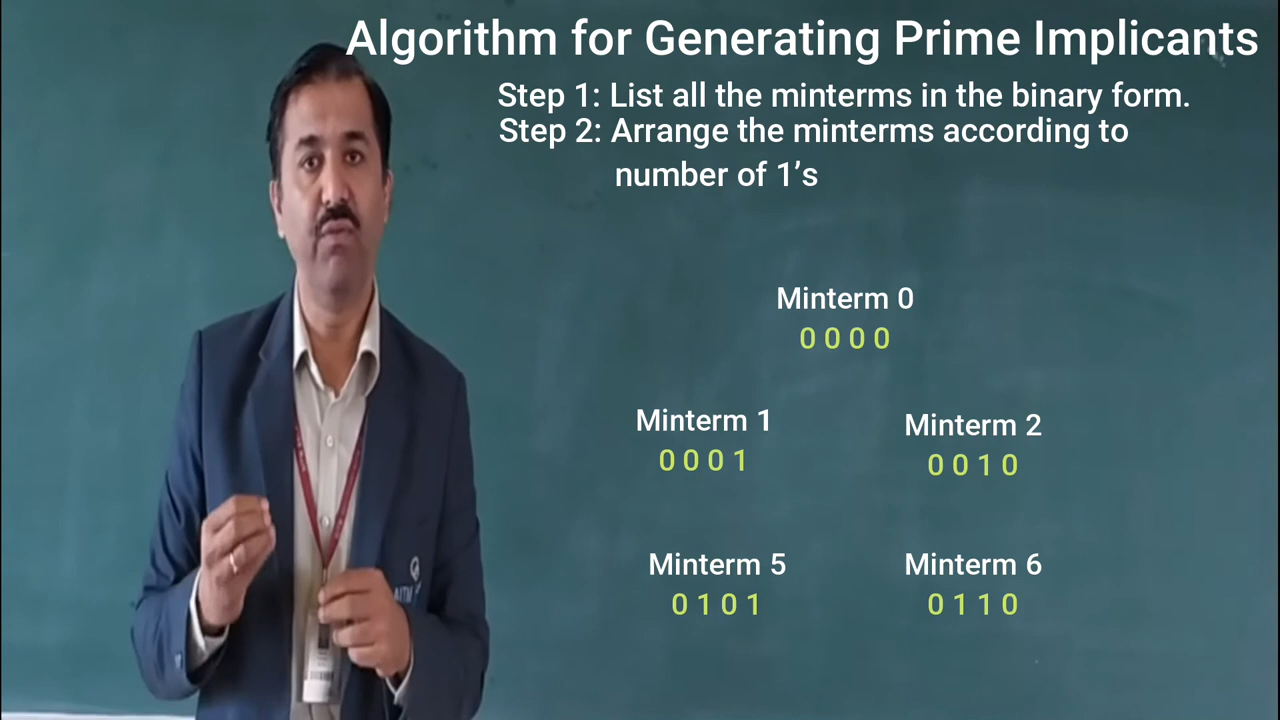 Algorithm for Generating Prime Implicants
Step 1: List all the minterms in the binary form.
Step 2: Arrange the minterms according to
number of 1's
Minterm 0
0 0 0 0
Minterm 1
0 0 0 1
Minterm 2
0 0 1 0
Minterm 5
0 1 0 1
Minterm 6
0 1 1 0